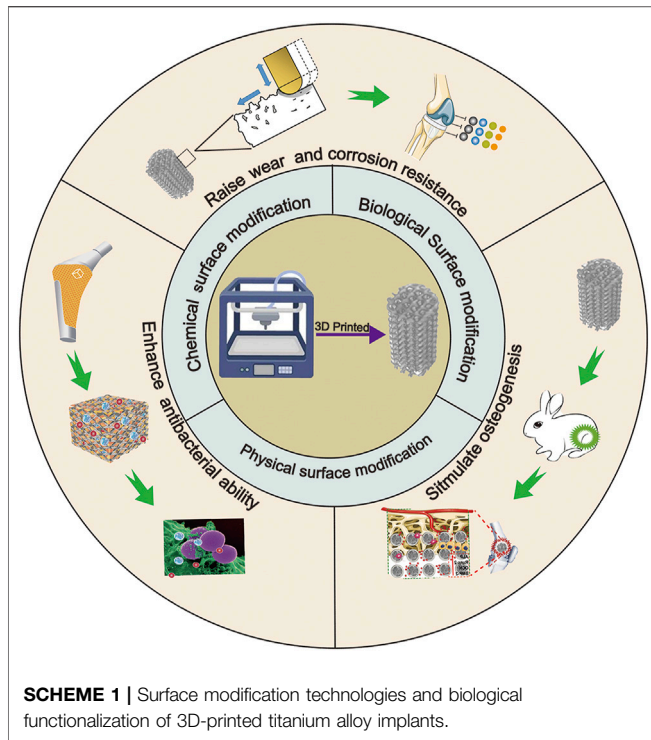 Raise wear and corrosion resistance
Chemical surface modification
Biological Surface modification
3D Printed
Enhance antibacterial ability
Physical surface modification
Sitmulate osteogenesis
SCHEME 1 | Surface modification technologies and biological
functionalization of 3D-printed titanium alloy implants.